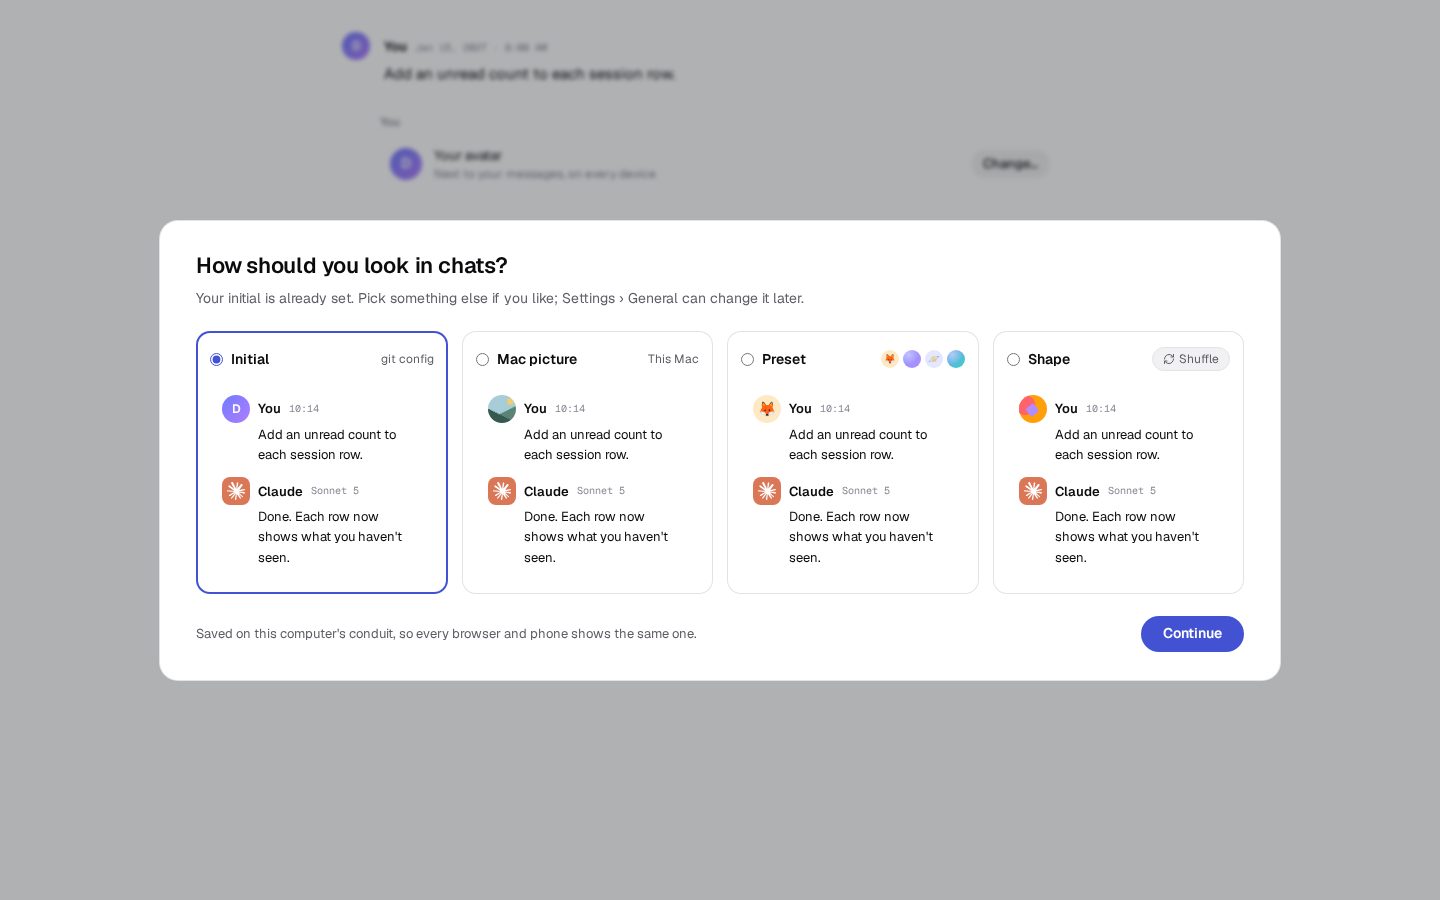 D
You
Add an unread count to each session row.
You
D
Your avatar
Next to your messages, on every device
Change...
How should you look in chats?
Your initial is already set. Pick something else if you like; Settings › General can change it later.
Initial
git config
D
You 10:14
Add an unread count to
each session row.
Claude Sonnet 5
Done. Each row now
shows what you haven't
seen.
Mac picture
This Mac
You 10:14
Add an unread count to
each session row.
Claude Sonnet 5
Done. Each row now
shows what you haven't
seen.
Preset
You 10:14
Add an unread count to
each session row.
Claude Sonnet 5
Done. Each row now
shows what you haven't
seen.
Shape
Shuffle
You 10:14
Add an unread count to
each session row.
Claude Sonnet 5
Done. Each row now
shows what you haven't
seen.
Saved on this computer's conduit, so every browser and phone shows the same one.
Continue